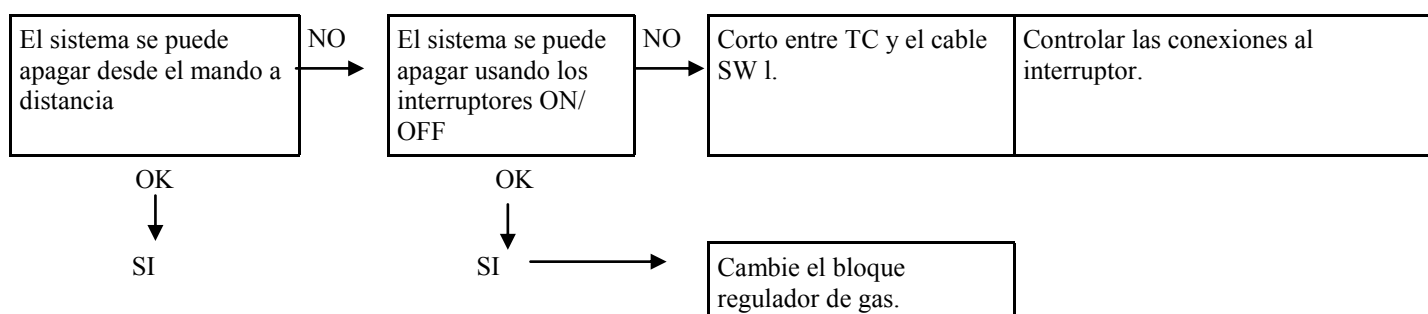 El sistema se puede
apagar desde el mando a
distancia
NO
El sistema se puede
apagar usando los
interruptores ON/
OFF
NO
Corto entre TC y el cable
SW l.
Controlar las conexiones al
interruptor.
OK
OK
SI
SI
Cambie el bloque
regulador de gas.